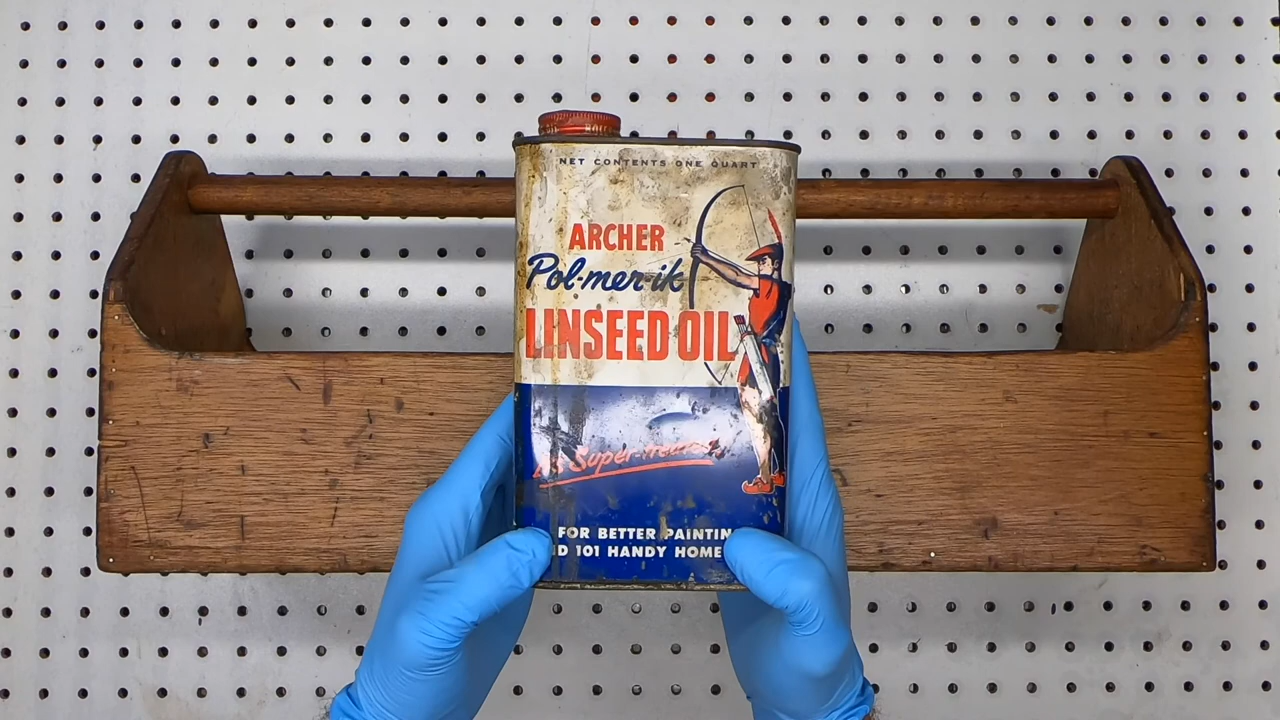 NET CONTENTS ONE QUART
ARCHER
Pol-mer-ik
LINSEED OIL
Super-
FOR BETTER PAINTIN
D 101 HANDY HOME